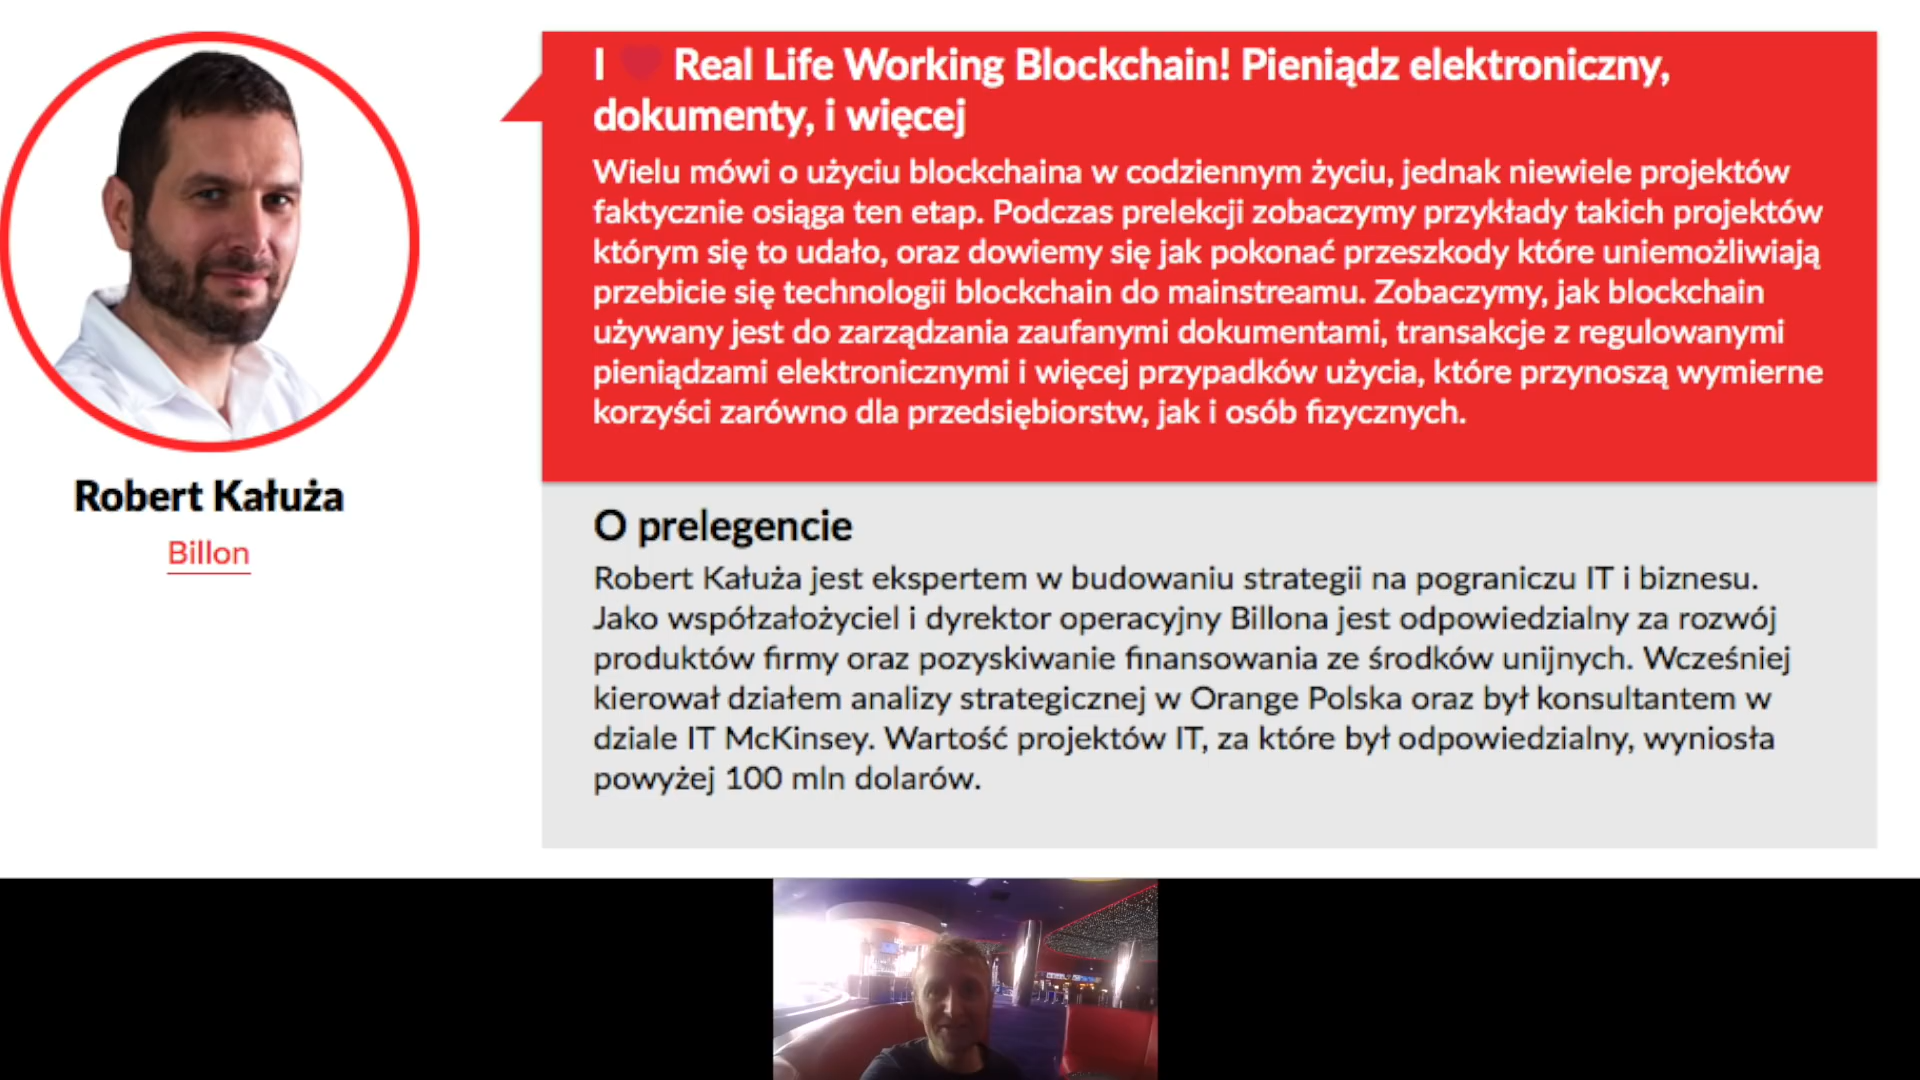 I ❤ Real Life Working Blockchain! Pieniądz elektroniczny,
dokumenty, i więcej
Wielu mówi o użyciu blockchaina w codziennym życiu, jednak niewiele projektów
faktycznie osiąga ten etap. Podczas prelekcji zobaczymy przykłady takich projektów
którym się to udało, oraz dowiemy się jak pokonać przeszkody które uniemożliwiają
przebicie się technologii blockchain do mainstreamu. Zobaczymy, jak blockchain
używany jest do zarządzania zaufanymi dokumentami, transakcje z regulowanymi
pieniądzami elektronicznymi i więcej przypadków użycia, które przynoszą wymierne
korzyści zarówno dla przedsiębiorstw, jak i osób fizycznych.
Robert Kałuża
Billon
O prelegencie
Robert Kałuża jest ekspertem w budowaniu strategii na pograniczu IT i biznesu.
Jako współzałożyciel i dyrektor operacyjny Billona jest odpowiedzialny za rozwój
produktów firmy oraz pozyskiwanie finansowania ze środków unijnych. Wcześniej
kierował działem analizy strategicznej w Orange Polska oraz był konsultantem w
dziale IT McKinsey. Wartość projektów IT, za które był odpowiedzialny, wyniosła
powyżej 100 mln dolarów.